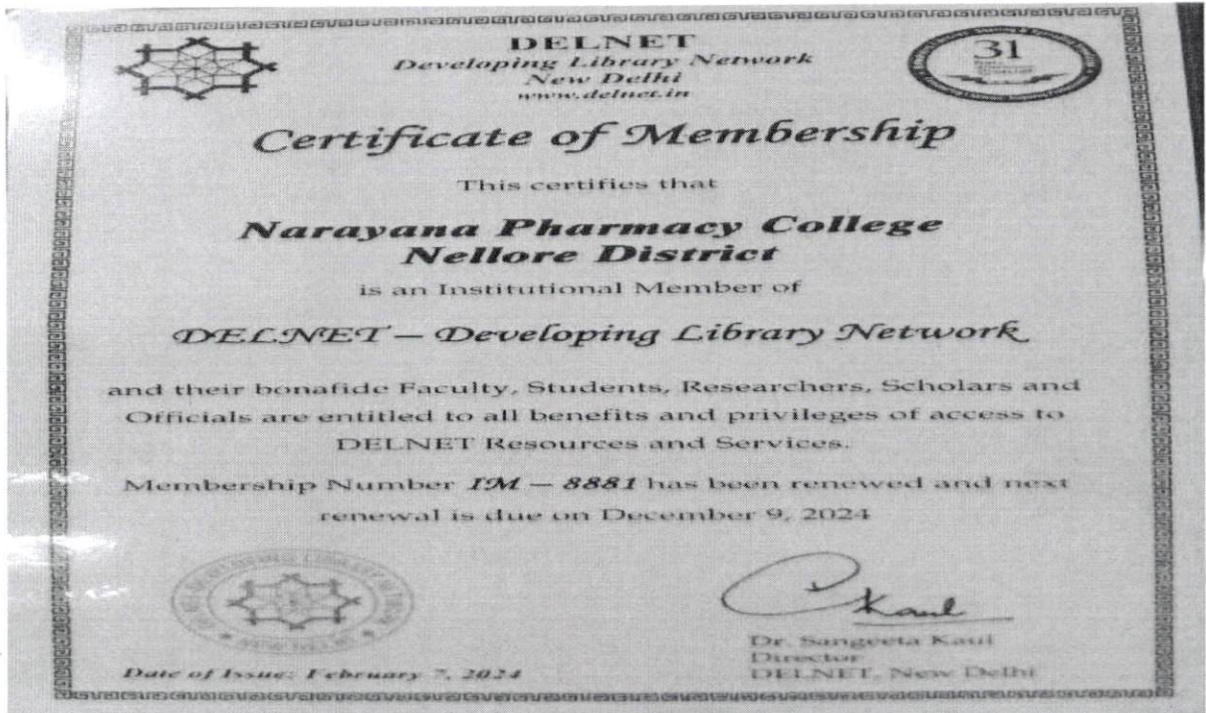 DELNET
Developing Library Network
New Delhi
www.delnet.in
31
Certificate of Membership
This certifies that
Narayana Pharmacy College
Nellore District
is an Institutional Member of
DELNET – Developing Library Network
and their bonafide Faculty, Students, Researchers, Scholars and
Officials are entitled to all benefits and privileges of access to
DELNET Resources and Services.
Membership Number IM – 8881 has been renewed and next
renewal is due on December 9, 2024
Kaul
Dr. Sangeeta Kaul
Director
DELNET, New Delhi
Date of Issue: February 7, 2024